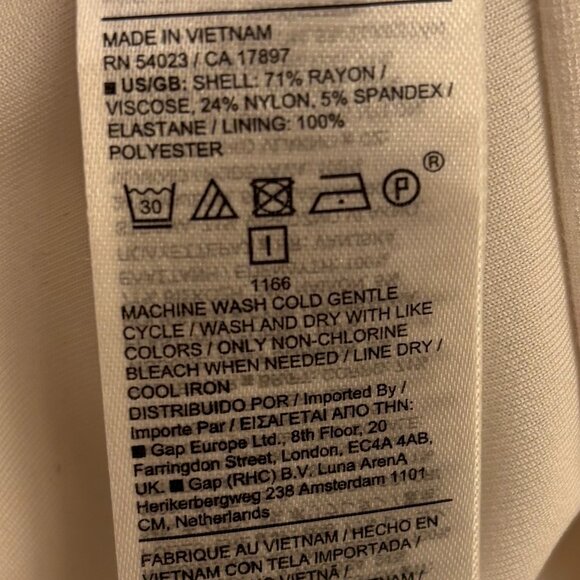 MADE IN VIETNAM
RN 54023 / CA 17897
■ US/GB: SHELL: 71% RAYON /
VISCOSE, 24% NYLON, 5% SPANDEX /
ELASTANE / LINING: 100%
POLYESTER
30 P ®
1166
MACHINE WASH COLD GENTLE
CYCLE / WASH AND DRY WITH LIKE
COLORS / ONLY NON-CHLORINE
BLEACH WHEN NEEDED / LINE DRY /
COOL IRON
DISTRIBUIDO POR / Imported By /
Importe Par / ΕΙΣΑΓΕΤΑΙ ΑΠΟ ΤΗΝ:
■ Gap Europe Ltd., 8th Floor, 20
Farringdon Street, London, EC4A 4AB,
UK. ■ Gap (RHC) B.V. Luna ArenA
Herikerbergweg 238 Amsterdam 1101
CM, Netherlands
FABRIQUE AU VIETNAM / HECHO EN
VIETNAM CON TELA IMPORTADA /